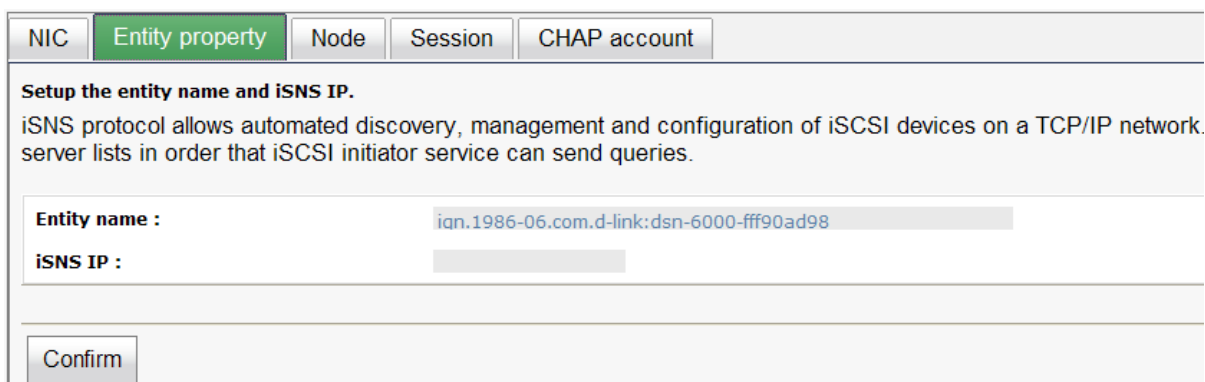 NIC Entity property Node Session CHAP account
Setup the entity name and iSNS IP.
iSNS protocol allows automated discovery, management and configuration of iSCSI devices on a TCP/IP network.
server lists in order that iSCSI initiator service can send queries.
Entity name : iqn.1986-06.com.d-link:dsn-6000-fff90ad98
iSNS IP :
Confirm